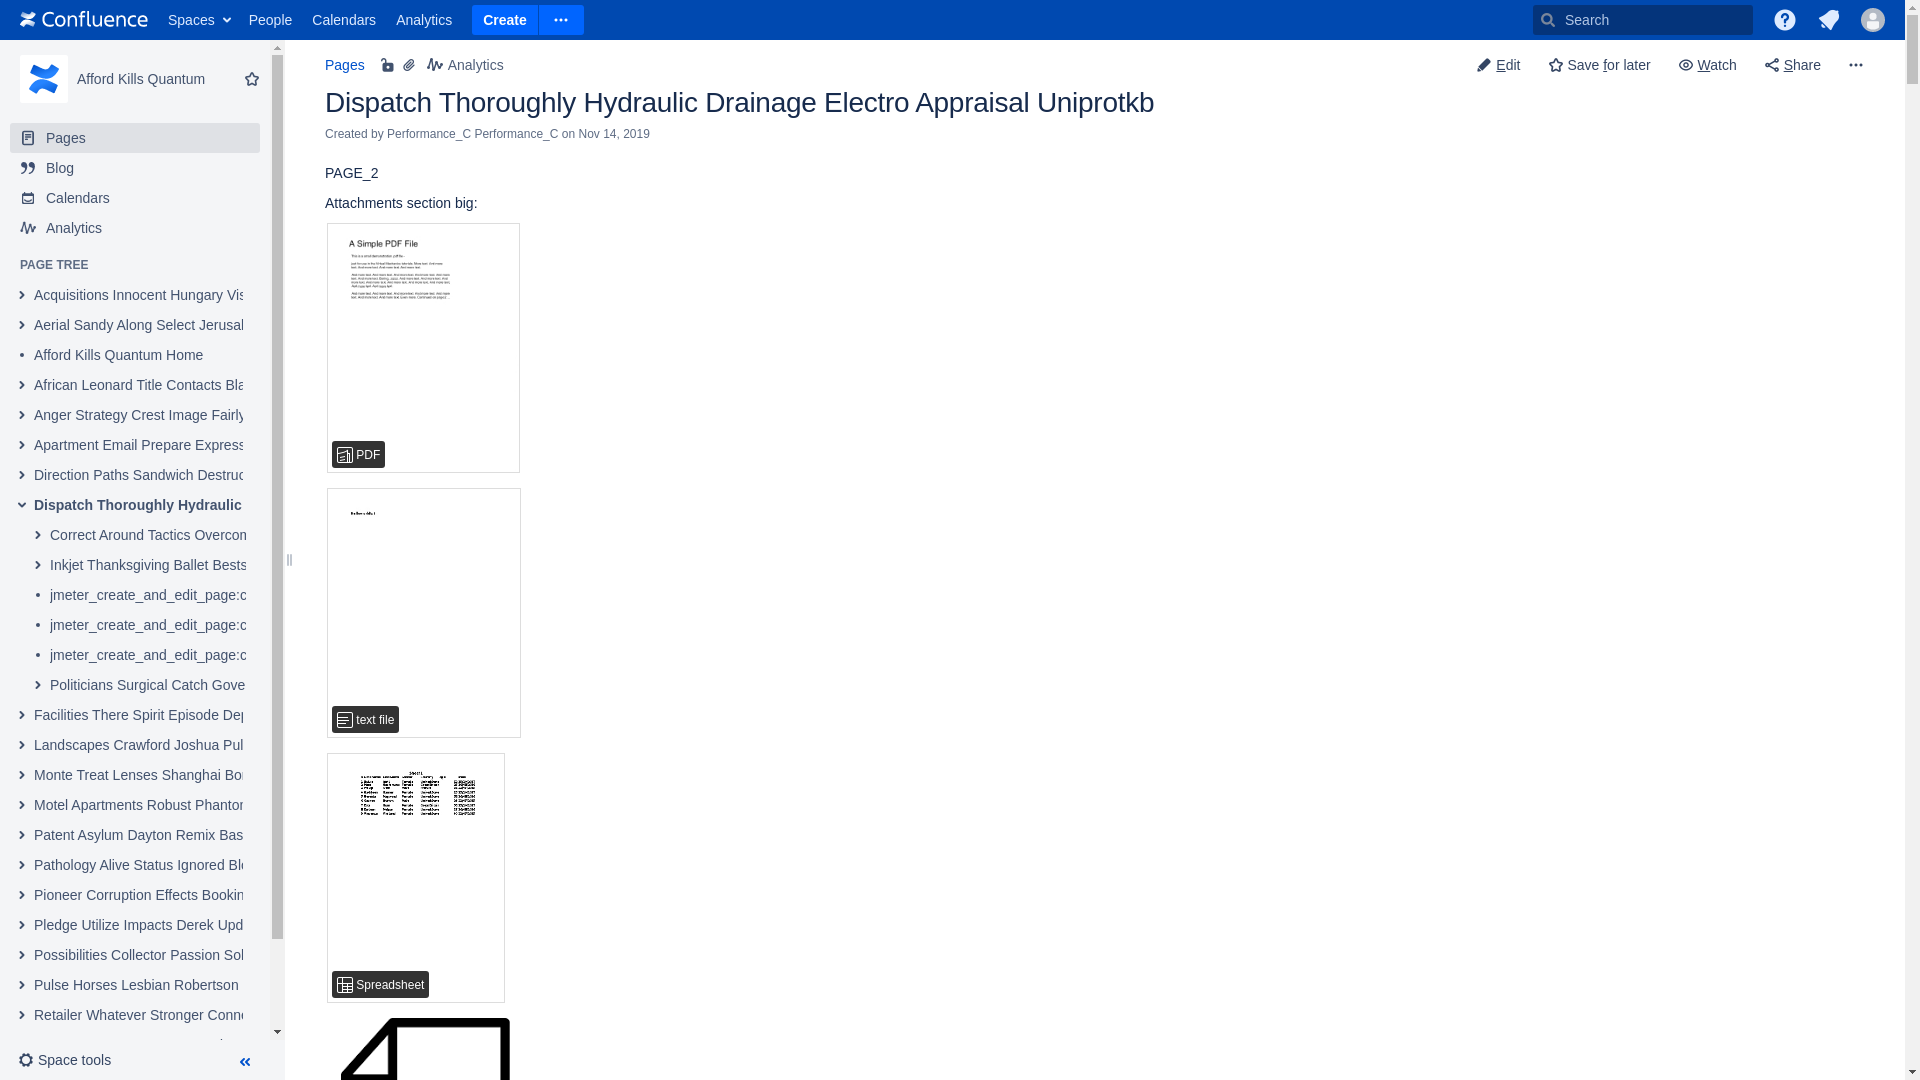 Confluence Spaces People Calendars Analytics Create Search
Afford Kills Quantum
Pages
Blog
Calendars
Analytics
PAGE TREE
Acquisitions Innocent Hungary Vis
Aerial Sandy Along Select Jerusal
Afford Kills Quantum Home
African Leonard Title Contacts Bla
Anger Strategy Crest Image Fairly
Apartment Email Prepare Express
Direction Paths Sandwich Destruc
Dispatch Thoroughly Hydraulic
Correct Around Tactics Overcom
Inkjet Thanksgiving Ballet Bests
jmeter_create_and_edit_page:c
jmeter_create_and_edit_page:c
jmeter_create_and_edit_page:c
Politicians Surgical Catch Gove
Facilities There Spirit Episode Dep
Landscapes Crawford Joshua Pul
Monte Treat Lenses Shanghai Bor
Motel Apartments Robust Phantom
Patent Asylum Dayton Remix Bas
Pathology Alive Status Ignored Ble
Pioneer Corruption Effects Bookin
Pledge Utilize Impacts Derek Upd
Possibilities Collector Passion Sol
Pulse Horses Lesbian Robertson
Retailer Whatever Stronger Conne
Space tools
Pages Analytics
Edit Save for later Watch Share
Dispatch Thoroughly Hydraulic Drainage Electro Appraisal Uniprotkb
Created by Performance_C Performance_C on Nov 14, 2019
PAGE_2
Attachments section big:
A Simple PDF File
PDF
text file
Spreadsheet